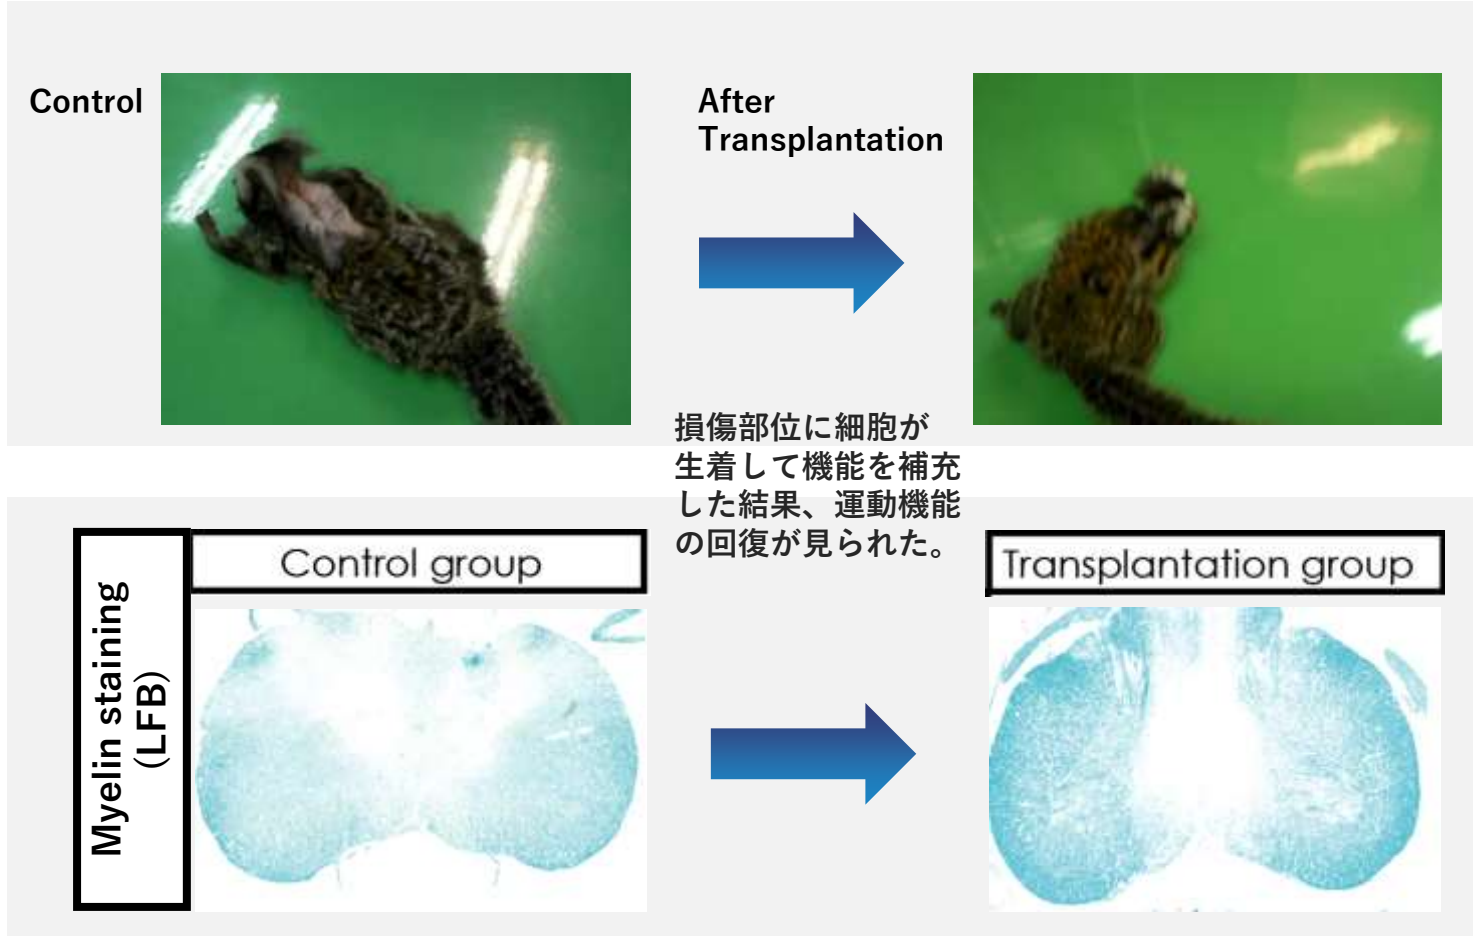 Control
After
Transplantation
損傷部位に細胞が
生着して機能を補充
した結果、運動機能
の回復が見られた。
Myelin staining
(LFB)
Control group
Transplantation group